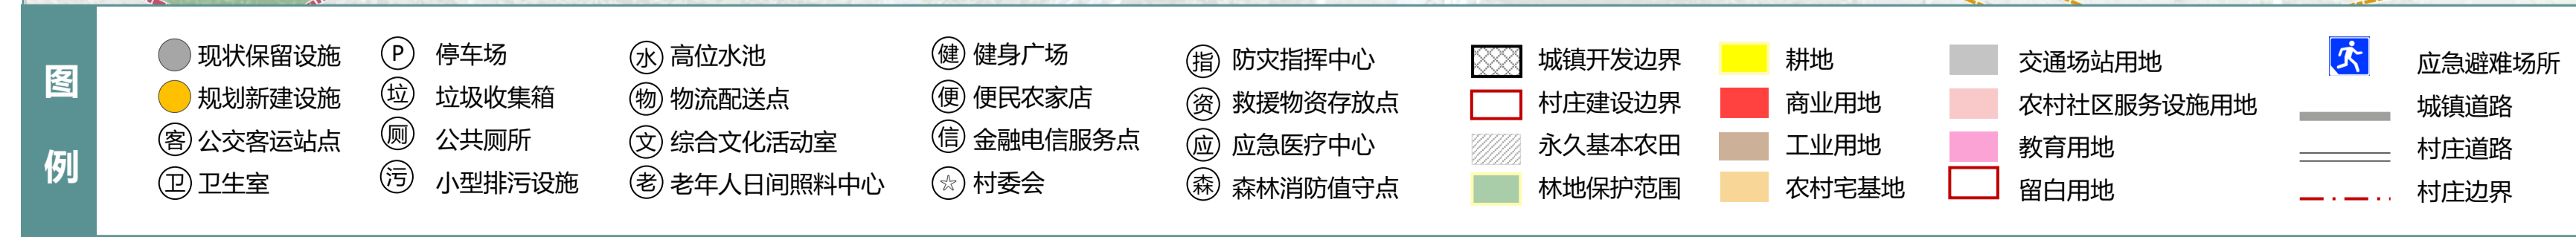 图例
现状保留设施
规划新建设施
客 公交客运站点
卫 卫生室
P 停车场
垃 垃圾收集箱
厕 公共厕所
污 小型排污设施
水 高位水池
物 物流配送点
文 综合文化活动室
老 老年人日间照料中心
健 健身广场
便 便民农家店
信 金融电信服务点
☆ 村委会
指 防灾指挥中心
资 救援物资存放点
应 应急医疗中心
森 森林消防值守点
城镇开发边界
村庄建设边界
永久基本农田
林地保护范围
耕地
商业用地
工业用地
农村宅基地
交通场站用地
农村社区服务设施用地
教育用地
留白用地
应急避难场所
城镇道路
村庄道路
村庄边界